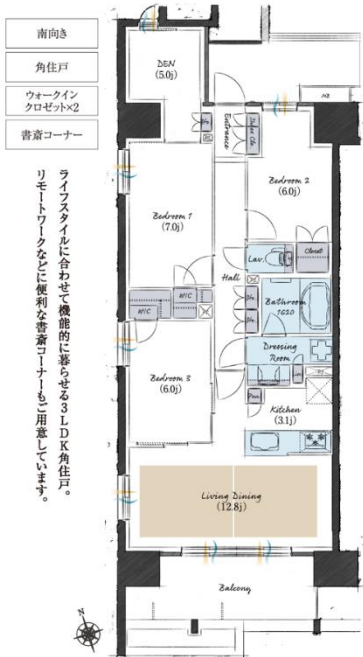 南向き
角住戸
ウォークイン
クロゼット×2
書斎コーナー
ライフスタイルに合わせて機能的に暮らせる3LDK角住戸。
リモートワークなどに便利な書斎コーナーもご用意しています。
DEN
(5.0j)
MB
Entrance
Shoes Clo
Bedroom 2
(6.0j)
Bedroom 1
(7.0j)
Lav.
Closet
Hall
WIC
WIC
Bathroom
1620
Dressing
Room
Bedroom 3
(6.0j)
Kitchen
(3.1j)
Living Dining
(12.8j)
Balcony
N